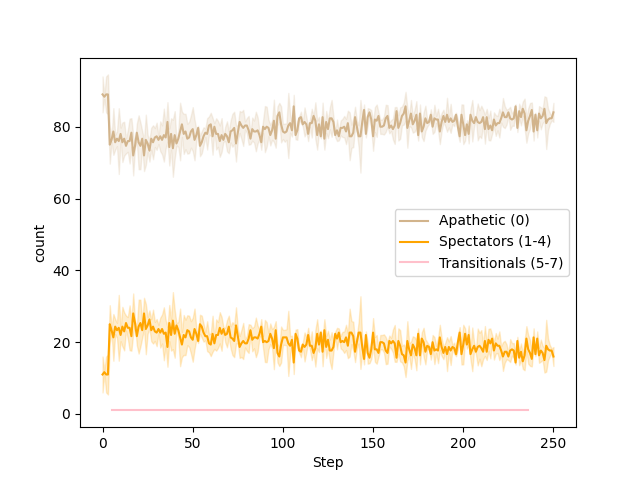 80
60
40
20
0
count
Apathetic (0)
Spectators (1-4)
Transitionals (5-7)
0 50 100 150 200 250
Step